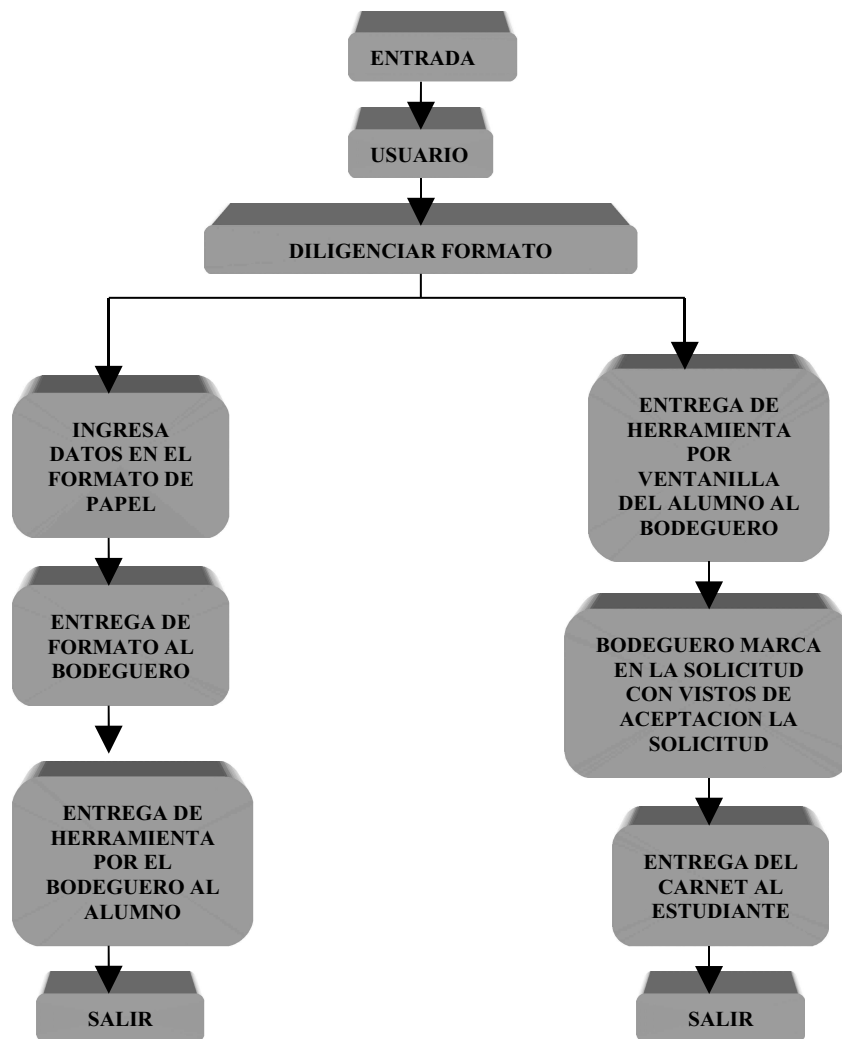 ENTRADA
USUARIO
DILIGENCIAR FORMATO
INGRESA
DATOS EN EL
FORMATO DE
PAPEL
ENTREGA DE
FORMATO AL
BODEGUERO
ENTREGA DE
HERRAMIENTA
POR EL
BODEGUERO AL
ALUMNO
SALIR
ENTREGA DE
HERRAMIENTA
POR
VENTANILLA
DEL ALUMNO AL
BODEGUERO
BODEGUERO MARCA
EN LA SOLICITUD
CON VISTOS DE
ACEPTACION LA
SOLICITUD
ENTREGA DEL
CARNET AL
ESTUDIANTE
SALIR